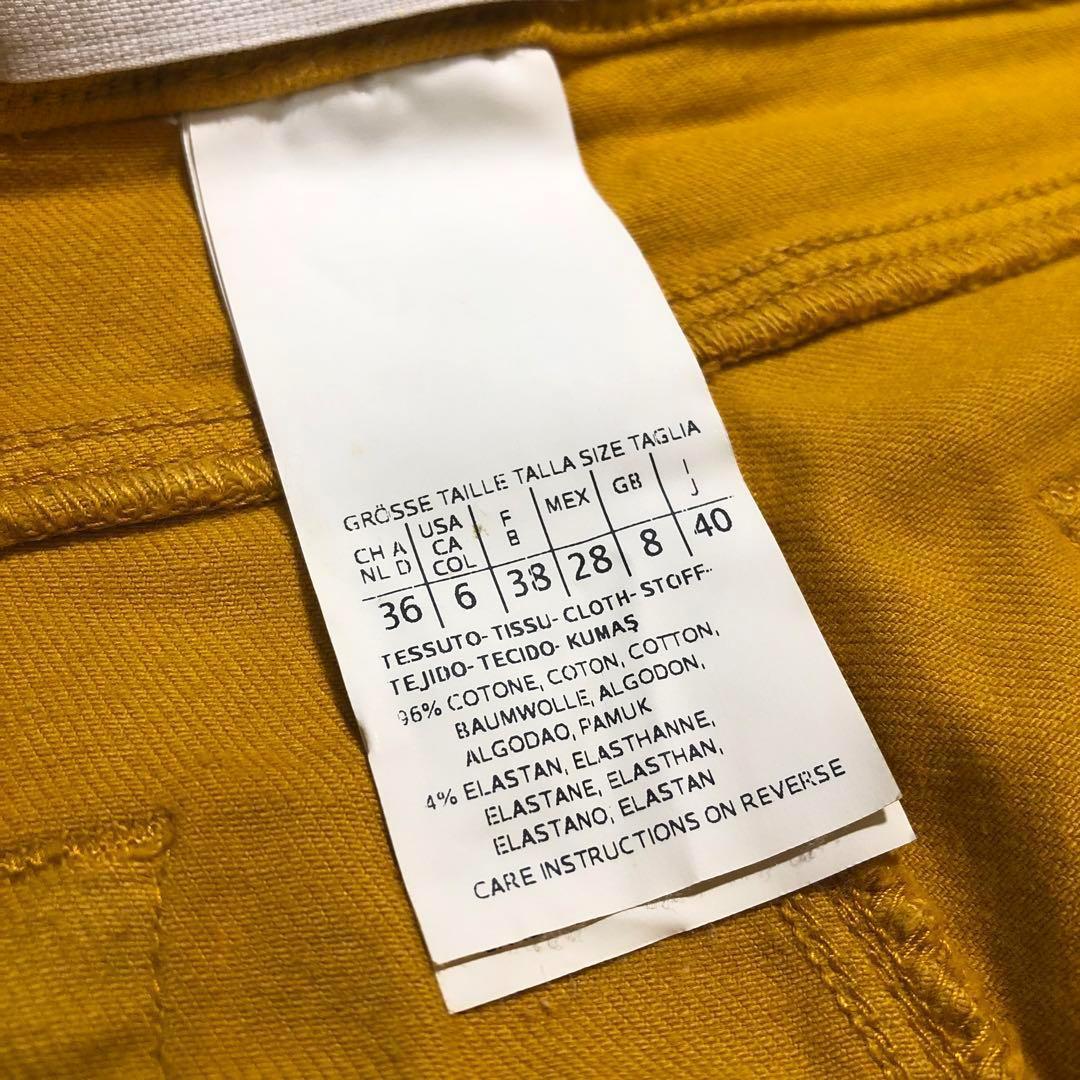 GRÖSSE TAILLE TALLA SIZE TAGLIA
CH A NL D | USA CA COL | F B | MEX | GB | I J
36 | 6 | 38 | 28 | 8 | 40
TESSUTO- TISSU- CLOTH- STOFF-
TEJIDO- TECIDO- KUMAŞ
96% COTONE, COTON, COTTON,
BAUMWOLLE, ALGODON,
ALGODAO, PAMUK
4% ELASTAN, ELASTHANNE,
ELASTANE, ELASTHAN,
ELASTANO, ELASTAN
CARE INSTRUCTIONS ON REVERSE